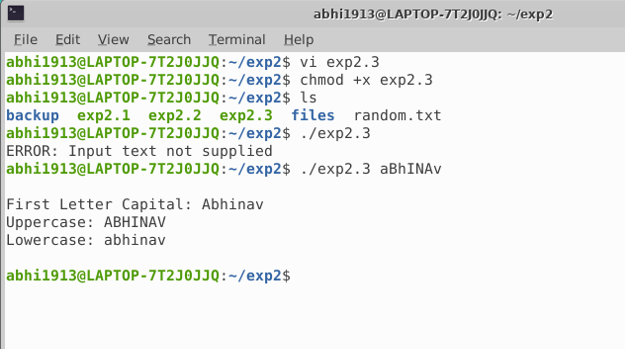 abhi1913@LAPTOP-7T2J0JJQ: ~/exp2
File Edit View Search Terminal Help
abhi1913@LAPTOP-7T2J0JJQ:~/exp2$ vi exp2.3
abhi1913@LAPTOP-7T2J0JJQ:~/exp2$ chmod +x exp2.3
abhi1913@LAPTOP-7T2J0JJQ:~/exp2$ ls
backup exp2.1 exp2.2 exp2.3 files random.txt
abhi1913@LAPTOP-7T2J0JJQ:~/exp2$ ./exp2.3
ERROR: Input text not supplied
abhi1913@LAPTOP-7T2J0JJQ:~/exp2$ ./exp2.3 aBhINAv
First Letter Capital: Abhinav
Uppercase: ABHINAV
Lowercase: abhinav
abhi1913@LAPTOP-7T2J0JJQ:~/exp2$